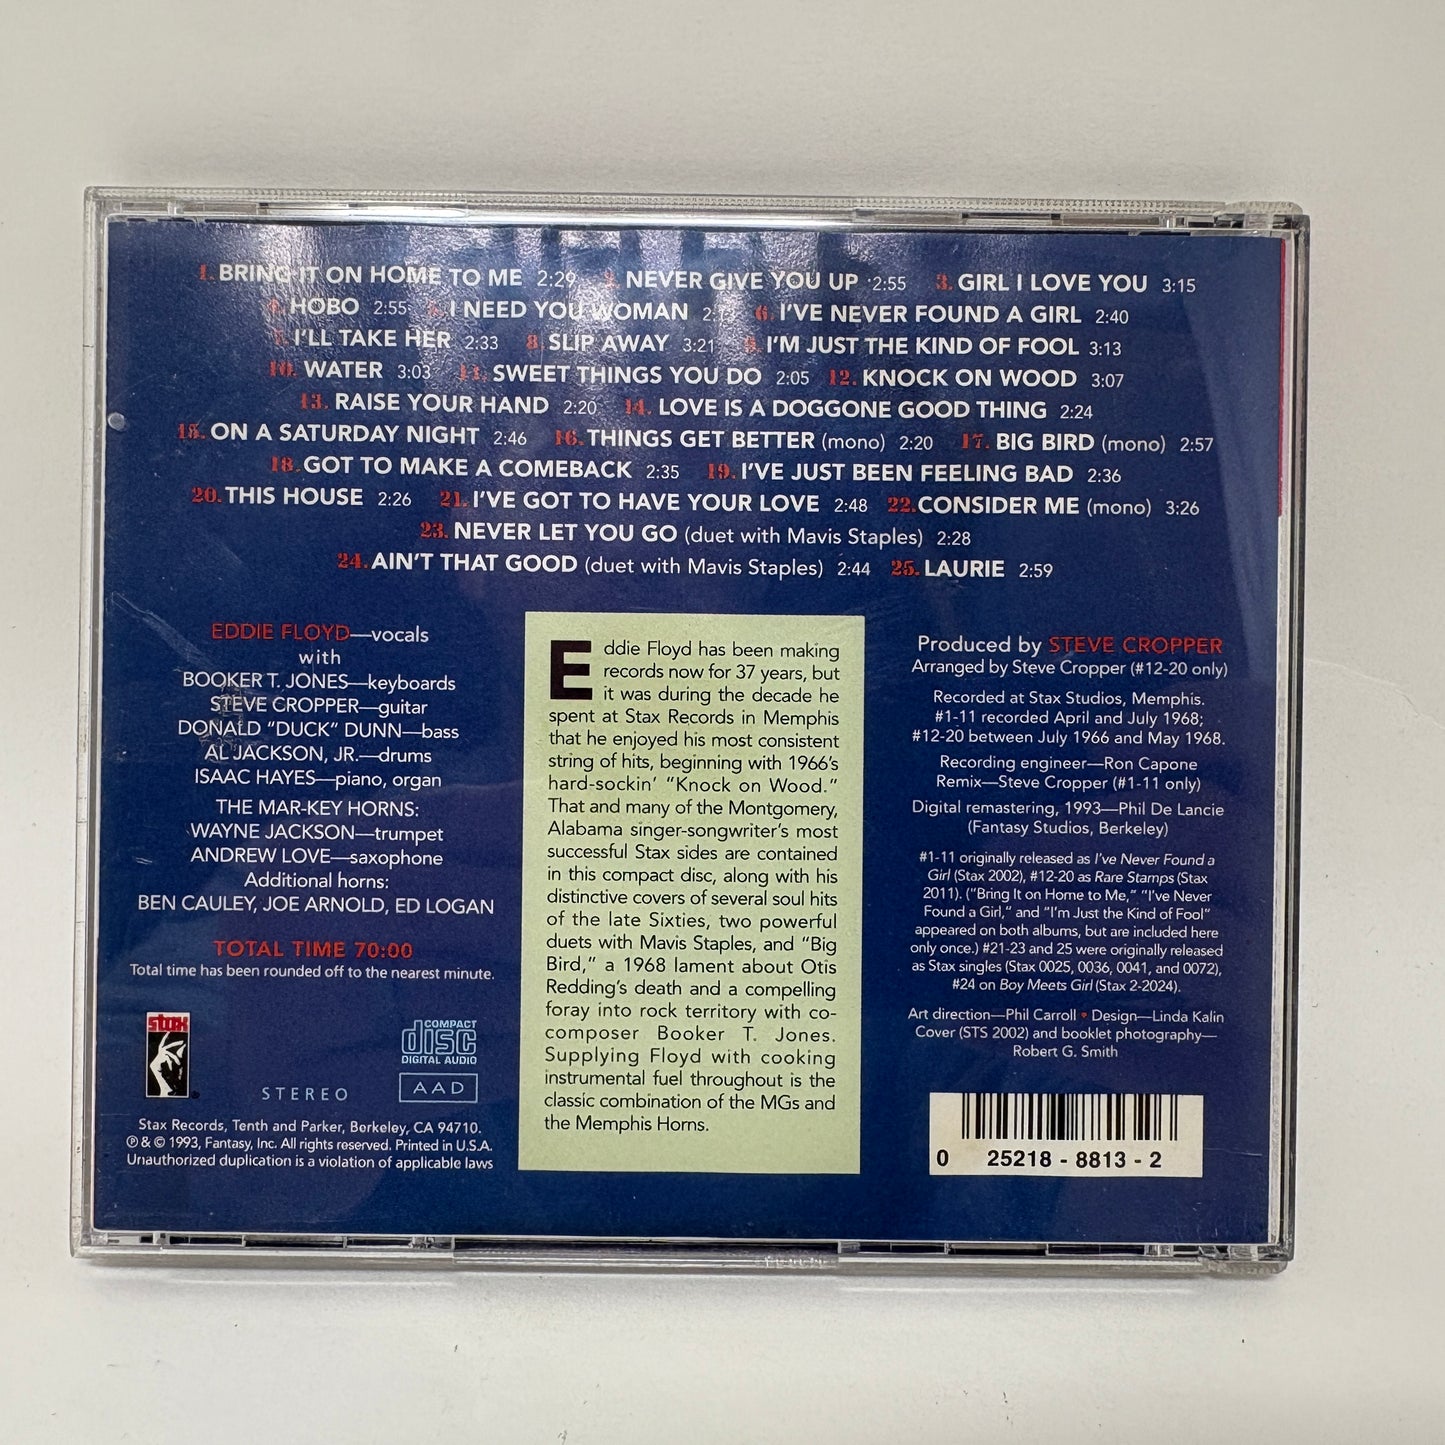 1. BRING IT ON HOME TO ME 2:29 2. NEVER GIVE YOU UP 2:55 3. GIRL I LOVE YOU 3:15
4. HOBO 2:55 5. I NEED YOU WOMAN 6. I'VE NEVER FOUND A GIRL 2:40
7. I'LL TAKE HER 2:33 8. SLIP AWAY 3:21 9. I'M JUST THE KIND OF FOOL 3:13
10. WATER 3:03 11. SWEET THINGS YOU DO 2:05 12. KNOCK ON WOOD 3:07
13. RAISE YOUR HAND 2:20 14. LOVE IS A DOGGONE GOOD THING 2:24
15. ON A SATURDAY NIGHT 2:46 16. THINGS GET BETTER (mono) 2:20 17. BIG BIRD (mono) 2:57
18. GOT TO MAKE A COMEBACK 2:35 19. I'VE JUST BEEN FEELING BAD 2:36
20. THIS HOUSE 2:26 21. I'VE GOT TO HAVE YOUR LOVE 2:48 22. CONSIDER ME (mono) 3:26
23. NEVER LET YOU GO (duet with Mavis Staples) 2:28
24. AIN'T THAT GOOD (duet with Mavis Staples) 2:44 25. LAURIE 2:59
EDDIE FLOYD—vocals
with
BOOKER T. JONES—keyboards
STEVE CROPPER—guitar
DONALD "DUCK" DUNN—bass
AL JACKSON, JR.—drums
ISAAC HAYES—piano, organ
THE MAR-KEY HORNS:
WAYNE JACKSON—trumpet
ANDREW LOVE—saxophone
Additional horns:
BEN CAULEY, JOE ARNOLD, ED LOGAN
TOTAL TIME 70:00
Total time has been rounded off to the nearest minute.
stax
STEREO
COMPACT
disc
DIGITAL AUDIO
AAD
Stax Records, Tenth and Parker, Berkeley, CA 94710.
℗ & © 1993, Fantasy, Inc. All rights reserved. Printed in U.S.A.
Unauthorized duplication is a violation of applicable laws
Eddie Floyd has been making
records now for 37 years, but
it was during the decade he
spent at Stax Records in Memphis
that he enjoyed his most consistent
string of hits, beginning with 1966's
hard-sockin' "Knock on Wood."
That and many of the Montgomery,
Alabama singer-songwriter's most
successful Stax sides are contained
in this compact disc, along with his
distinctive covers of several soul hits
of the late Sixties, two powerful
duets with Mavis Staples, and "Big
Bird," a 1968 lament about Otis
Redding's death and a compelling
foray into rock territory with co-
composer Booker T. Jones.
Supplying Floyd with cooking
instrumental fuel throughout is the
classic combination of the MGs and
the Memphis Horns.
Produced by STEVE CROPPER
Arranged by Steve Cropper (#12-20 only)
Recorded at Stax Studios, Memphis.
#1-11 recorded April and July 1968;
#12-20 between July 1966 and May 1968.
Recording engineer—Ron Capone
Remix—Steve Cropper (#1-11 only)
Digital remastering, 1993—Phil De Lancie
(Fantasy Studios, Berkeley)
#1-11 originally released as I've Never Found a
Girl (Stax 2002), #12-20 as Rare Stamps (Stax
2011). ("Bring It on Home to Me," "I've Never
Found a Girl," and "I'm Just the Kind of Fool"
appeared on both albums, but are included here
only once.) #21-23 and 25 were originally released
as Stax singles (Stax 0025, 0036, 0041, and 0072),
#24 on Boy Meets Girl (Stax 2-2024).
Art direction—Phil Carroll • Design—Linda Kalin
Cover (STS 2002) and booklet photography—
Robert G. Smith
0 25218 - 8813 - 2